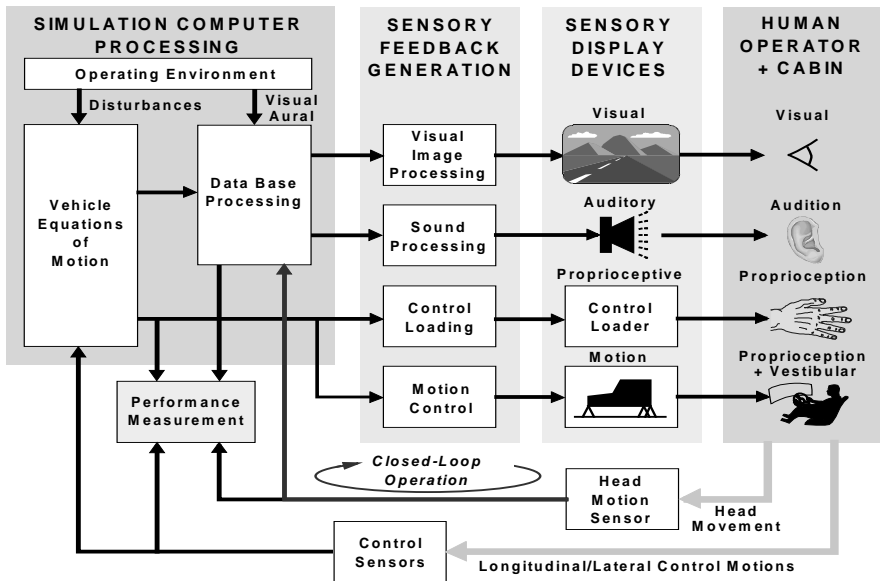 SIMULATION COMPUTER
PROCESSING
SENSORY
FEEDBACK
GENERATION
SENSORY
DISPLAY
DEVICES
HUMAN
OPERATOR
+ CABIN
Operating Environment
Disturbances
Visual
Aural
Vehicle
Equations
of
Motion
Data Base
Processing
Visual
Image
Processing
Visual
Visual
Sound
Processing
Auditory
Audition
Control
Loading
Proprioceptive
Control
Loader
Proprioception
Motion
Control
Motion
Proprioception
+ Vestibular
Performance
Measurement
Closed-Loop
Operation
Head
Motion
Sensor
Head
Movement
Control
Sensors
Longitudinal/Lateral Control Motions